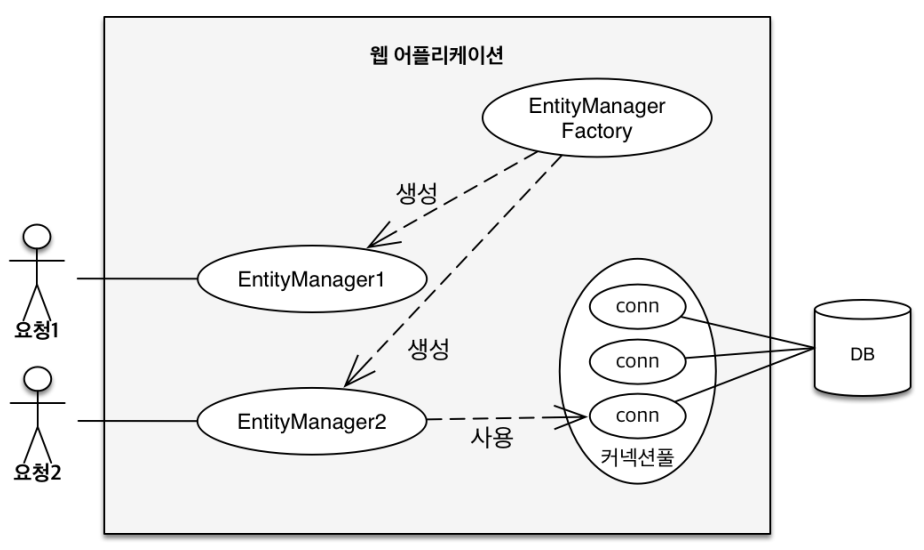 웹 어플리케이션
EntityManager
Factory
생성
EntityManager1
요청1
conn
conn
conn
커넥션풀
DB
생성
EntityManager2
사용
요청2